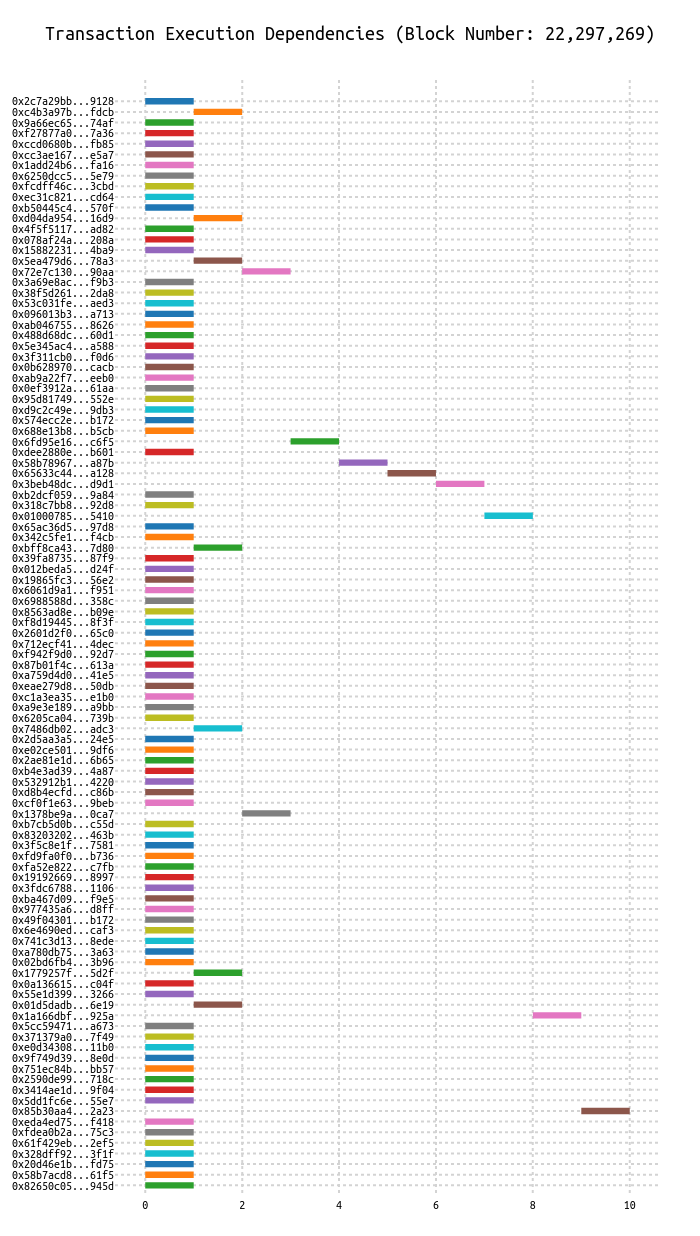 Transaction Execution Dependencies (Block Number: 22,297,269)
0x2c7a29bb...9128
0xc4b3a97b...fdcb
0x9a66ec65...74af
0xf27877a0...7a36
0xccd0680b...fb85
0xcc3ae167...e5a7
0x1add24b6...fa16
0x6250dcc5...5e79
0xfcdff46c...3cbd
0xec31c821...cd64
0xb50445c4...570f
0xd04da954...16d9
0x4f5f5117...ad82
0x078af24a...208a
0x15882231...4ba9
0x5ea479d6...78a3
0x72e7c130...90aa
0x3a69e8ac...f9b3
0x38f5d261...2da8
0x53c031fe...aed3
0x096013b3...a713
0xab046755...8626
0x488d68dc...60d1
0x5e345ac4...a588
0x3f311cb0...f0d6
0x0b628970...cacb
0xab9a22f7...eeb0
0x0ef3912a...61aa
0x95d81749...552e
0xd9c2c49e...9db3
0x574ecc2e...b172
0x688e13b8...b5cb
0x6fd95e16...c6f5
0xdee2880e...b601
0x58b78967...a87b
0x65633c44...a128
0x3beb48dc...d9d1
0xb2dcf059...9a84
0x318c7bb8...92d8
0x01000785...5410
0x65ac36d5...97d8
0x342c5fe1...f4cb
0xbff8ca43...7d80
0x39fa8735...87f9
0x012beda5...d24f
0x19865fc3...56e2
0x6061d9a1...f951
0x6988588d...358c
0x8563ad8e...b09e
0xf8d19445...8f3f
0x2601d2f0...65c0
0x712ecf41...4dec
0xf942f9d0...92d7
0x87b01f4c...613a
0xa759d4d0...41e5
0xeae279d8...50db
0xc1a3ea35...e1b0
0xa9e3e189...a9bb
0x6205ca04...739b
0x7486db02...adc3
0x2d5aa3a5...24e5
0xe02ce501...9df6
0x2ae81e1d...6b65
0xb4e3ad39...4a87
0x532912b1...4220
0xd8b4ecfd...c86b
0xcf0f1e63...9beb
0x1378be9a...0ca7
0xb7cb5d0b...c55d
0x83203202...463b
0x3f5c8e1f...7581
0xfd9fa0f0...b736
0xfa52e822...c7fb
0x19192669...8997
0x3fdc6788...1106
0xba467d09...f9e5
0x977435a6...d8ff
0x49f04301...b172
0x6e4690ed...caf3
0x741c3d13...8ede
0xa780db75...3a63
0x02bd6fb4...3b96
0x1779257f...5d2f
0x0a136615...c04f
0x55e1d399...3266
0x01d5dadb...6e19
0x1a166dbf...925a
0x5cc59471...a673
0x371379a0...7f49
0xe0d34308...11b0
0x9f749d39...8e0d
0x751ec84b...bb57
0x2590de99...718c
0x3414ae1d...9f04
0x5dd1fc6e...55e7
0x85b30aa4...2a23
0xeda4ed75...f418
0xfdea0b2a...75c3
0x61f429eb...2ef5
0x328dff92...3f1f
0x20d46e1b...fd75
0x58b7acd8...61f5
0x82650c05...945d
0 2 4 6 8 10